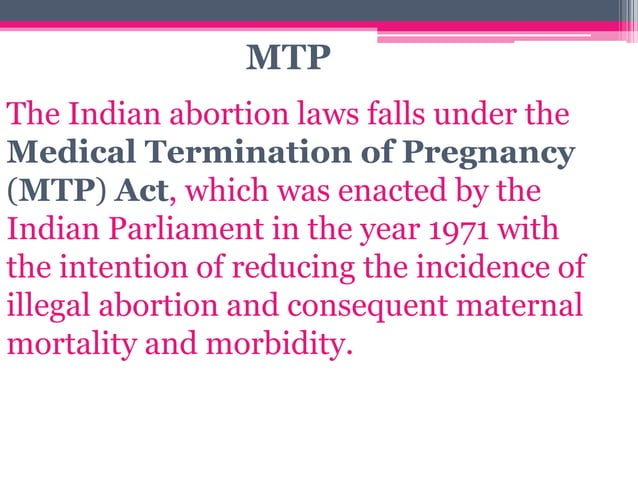 MTP
The Indian abortion laws falls under the
Medical Termination of Pregnancy
(MTP) Act, which was enacted by the
Indian Parliament in the year 1971 with
the intention of reducing the incidence of
illegal abortion and consequent maternal
mortality and morbidity.